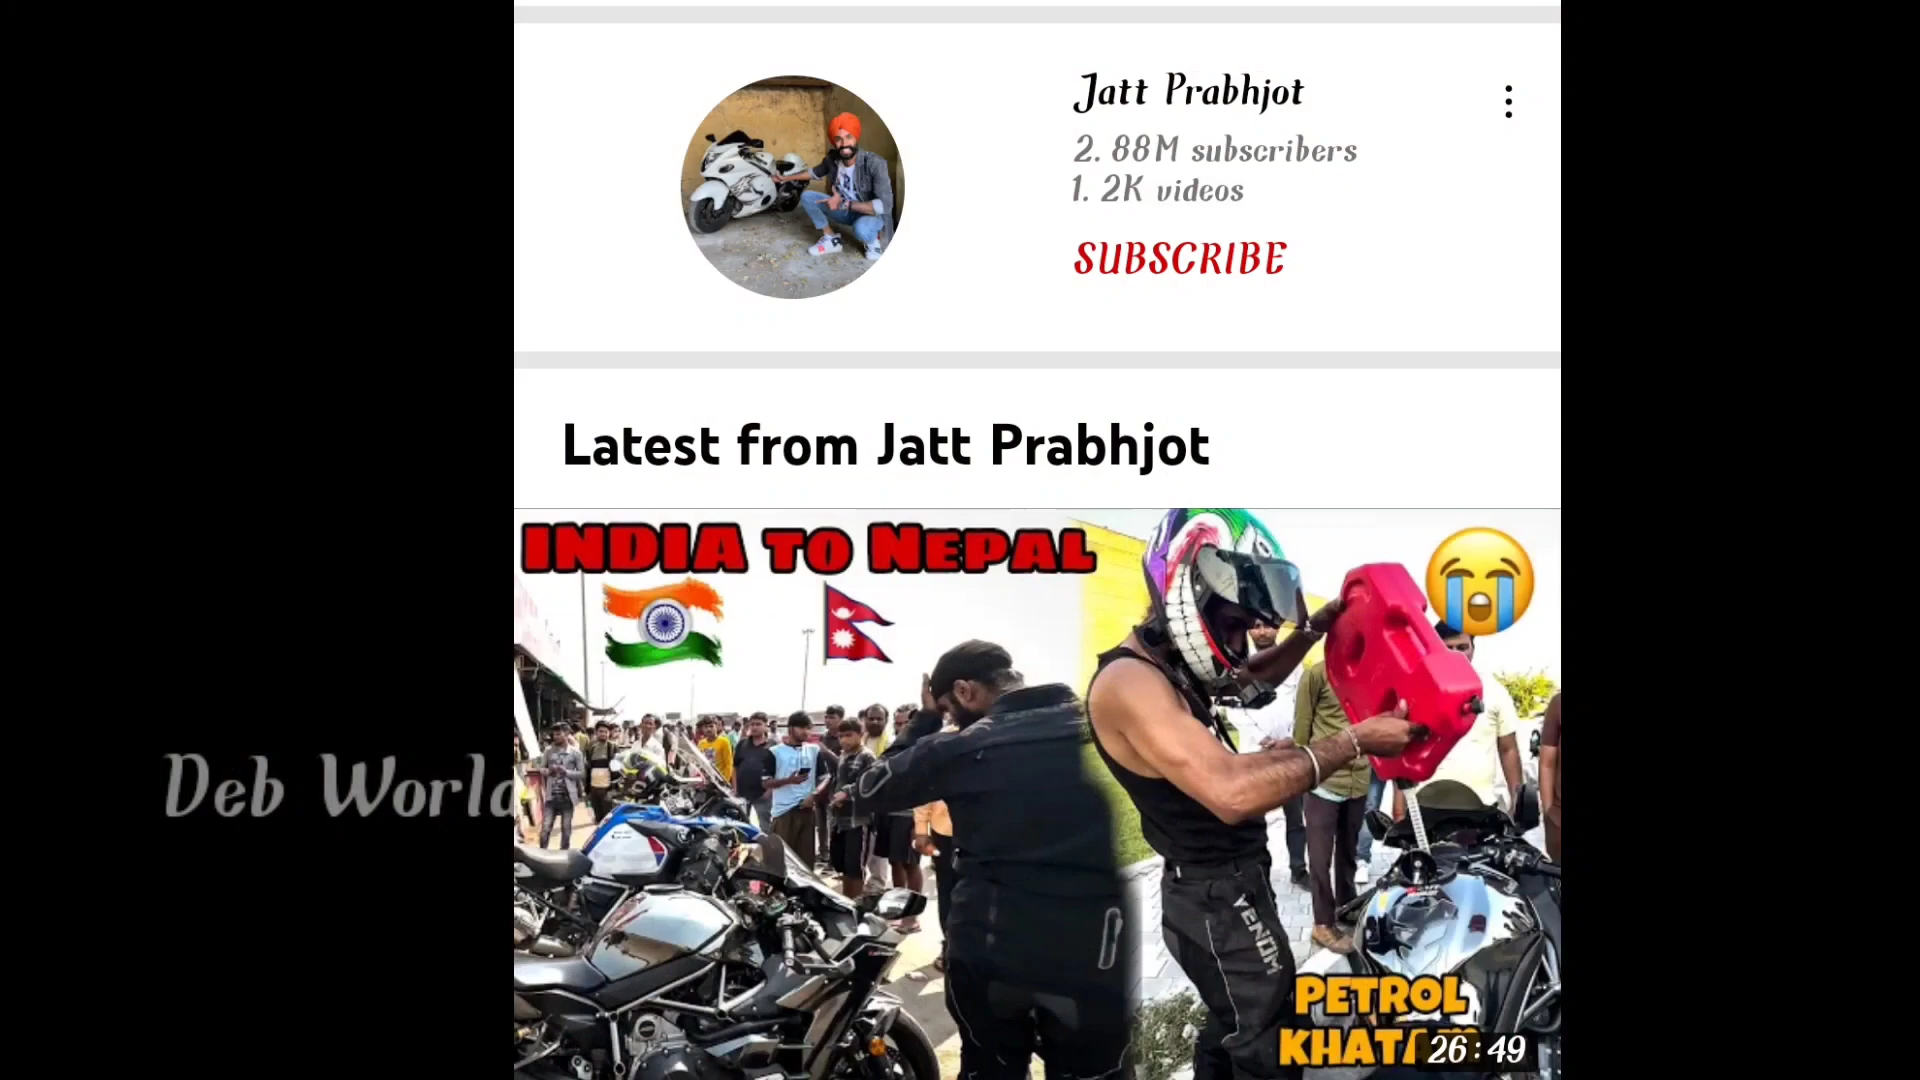 Jatt Prabhjot
2.88M subscribers
1.2K videos
SUBSCRIBE
Latest from Jatt Prabhjot
INDIA TO NEPAL
Deb World
VENOM
PETROL
26:49